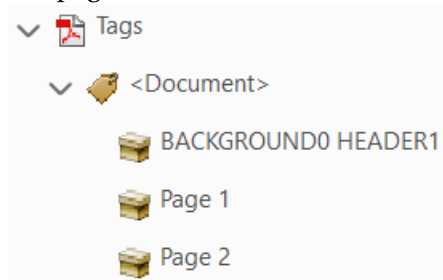 Tags
<Document>
BACKGROUND0 HEADER1
Page 1
Page 2